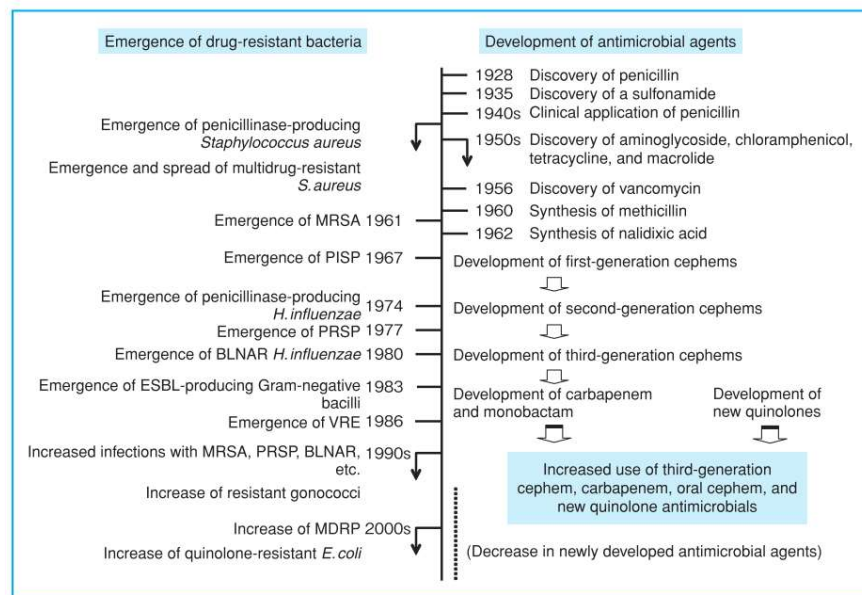 Emergence of drug-resistant bacteria
Emergence of penicillinase-producing
Staphylococcus aureus
Emergence and spread of multidrug-resistant
S. aureus
Emergence of MRSA 1961
Emergence of PISP 1967
Emergence of penicillinase-producing 1974
H. influenzae
Emergence of PRSP 1977
Emergence of BLNAR H. influenzae 1980
Emergence of ESBL-producing Gram-negative 1983
bacilli
Emergence of VRE 1986
Increased infections with MRSA, PRSP, BLNAR, 1990s
etc.
Increase of resistant gonococci
Increase of MDRP 2000s
Increase of quinolone-resistant E. coli
Development of antimicrobial agents
1928 Discovery of penicillin
1935 Discovery of a sulfonamide
1940s Clinical application of penicillin
1950s Discovery of aminoglycoside, chloramphenicol,
tetracycline, and macrolide
1956 Discovery of vancomycin
1960 Synthesis of methicillin
1962 Synthesis of nalidixic acid
Development of first-generation cephems
Development of second-generation cephems
Development of third-generation cephems
Development of carbapenem
and monobactam
Development of
new quinolones
Increased use of third-generation
cephem, carbapenem, oral cephem, and
new quinolone antimicrobials
(Decrease in newly developed antimicrobial agents)